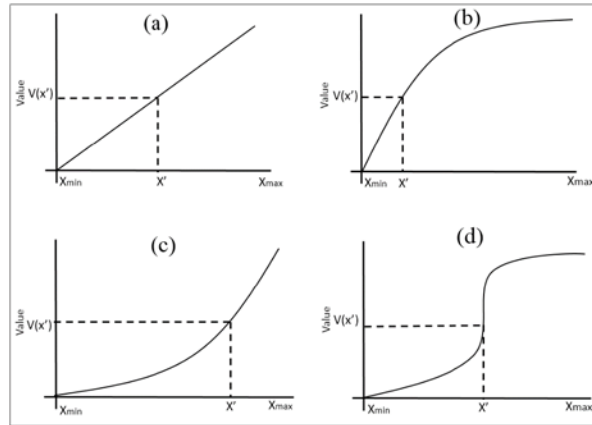 (a)
Value
V(x')
Xmin
X'
Xmax
(b)
Value
V(x')
Xmin
X'
Xmax
(c)
Value
V(x')
Xmin
X'
Xmax
(d)
Value
V(x')
Xmin
X'
Xmax